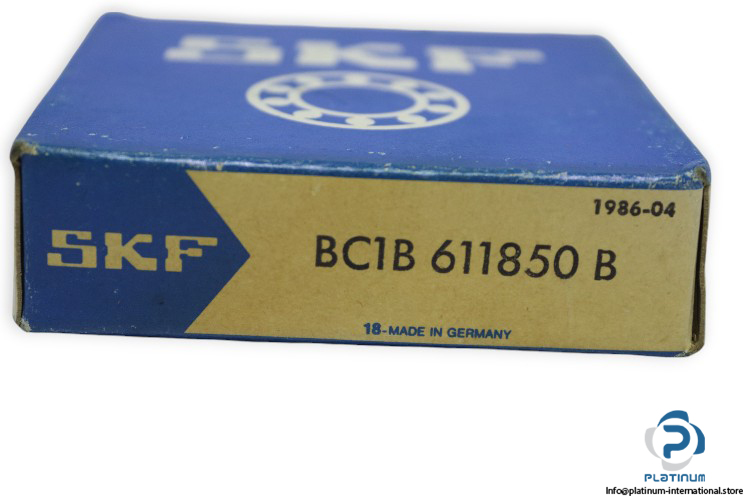 SKF
1986-04
SKF
BC1B 611850 B
18-MADE IN GERMANY
PLATINUM
Info@platinum-international.store